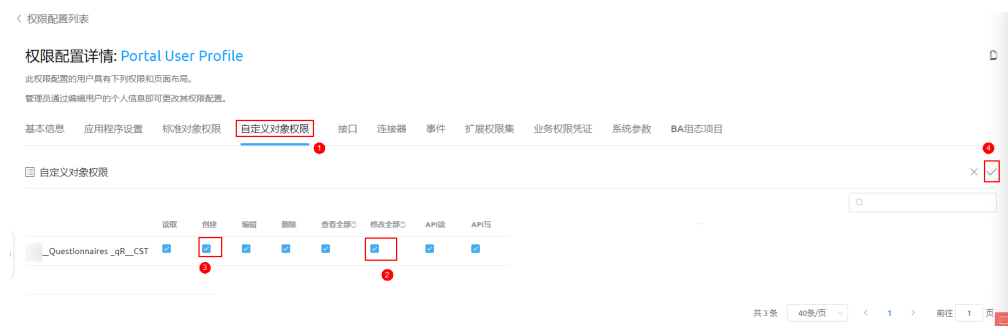 < 权限配置列表
权限配置详情: Portal User Profile
此权限配置的用户具有下列权限和页面布局。
管理员通过编辑用户的个人信息即可更改其权限配置。
基本信息 应用程序设置 标准对象权限 自定义对象权限 接口 连接器 事件 扩展权限集 业务权限凭证 系统参数 BA组态项目
1
4
自定义对象权限
读取 创建 编辑 删除 查看全部 修改全部 API读 API写
__Questionnaires _qR__CST
3
2
共 3 条 40条/页 < 1 > 前往 1 页